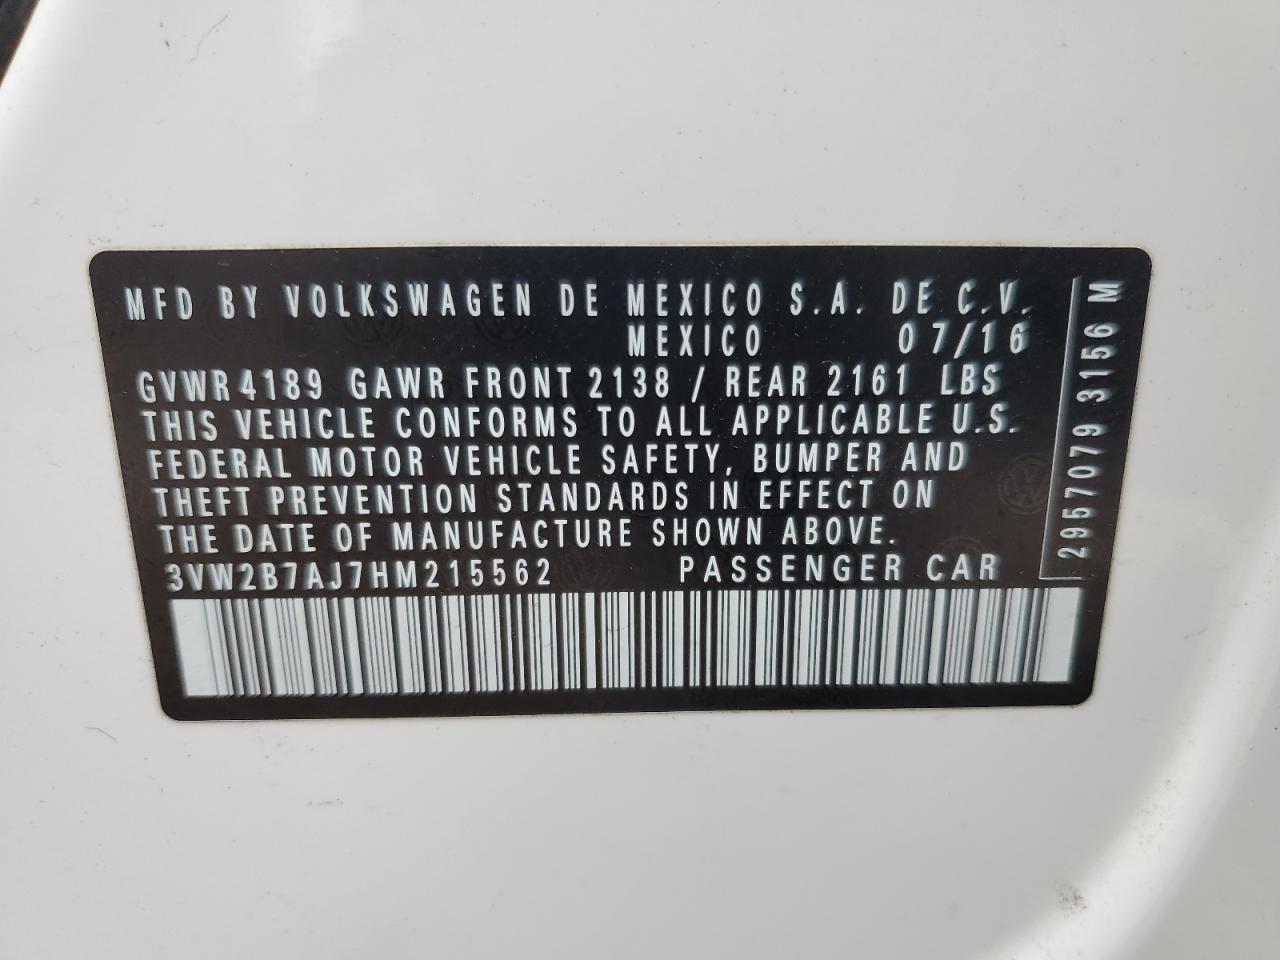 MFD BY VOLKSWAGEN DE MEXICO S.A. DE C.V.
MEXICO 07/16
GVWR 4189 GAWR FRONT 2138 / REAR 2161 LBS
THIS VEHICLE CONFORMS TO ALL APPLICABLE U.S.
FEDERAL MOTOR VEHICLE SAFETY, BUMPER AND
THEFT PREVENTION STANDARDS IN EFFECT ON
THE DATE OF MANUFACTURE SHOWN ABOVE.
3VW2B7AJ7HM215562 PASSENGER CAR
2957079 3156 M